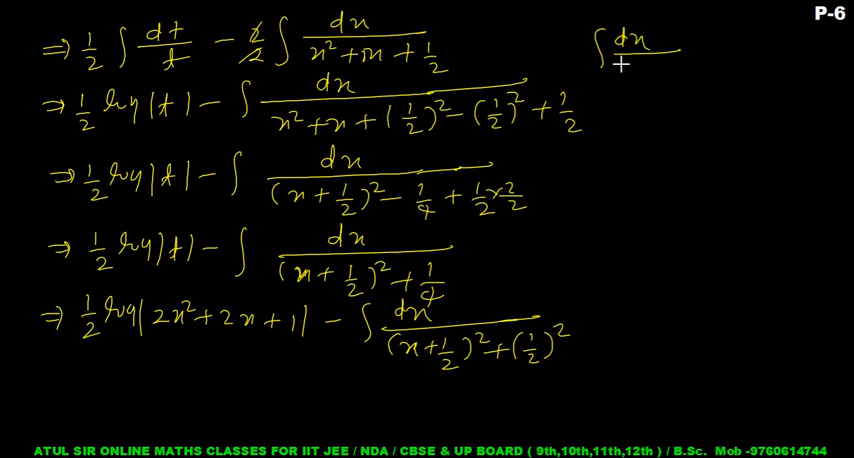 P-6
⇒ 1/2 ∫ dt/t - 2/2 ∫ dx/(x² + x + 1/2)
∫ dx/
⇒ 1/2 log|t| - ∫ dx/(x² + x + (1/2)² - (1/2)² + 1/2)
⇒ 1/2 log|t| - ∫ dx/((x + 1/2)² - 1/4 + 1/2 × 2/2)
⇒ 1/2 log|t| - ∫ dx/((x + 1/2)² + 1/4)
⇒ 1/2 log|2x² + 2x + 1| - ∫ dx/((x + 1/2)² + (1/2)²)
ATUL SIR ONLINE MATHS CLASSES FOR IIT JEE / NDA / CBSE & UP BOARD ( 9th,10th,11th,12th ) / B.Sc. Mob -9760614744